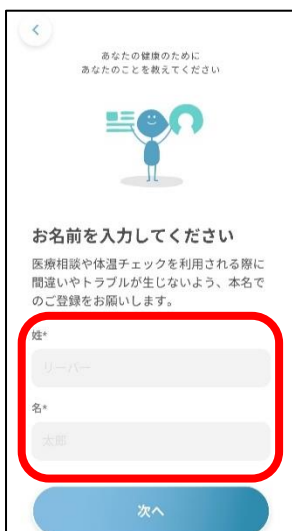 あなたの健康のために
あなたのことを教えてください
お名前を入力してください
医療相談や体温チェックを利用される際に
間違いやトラブルが生じないよう、本名で
のご登録をお願いします。
姓*
リーバー
名*
太郎
次へ